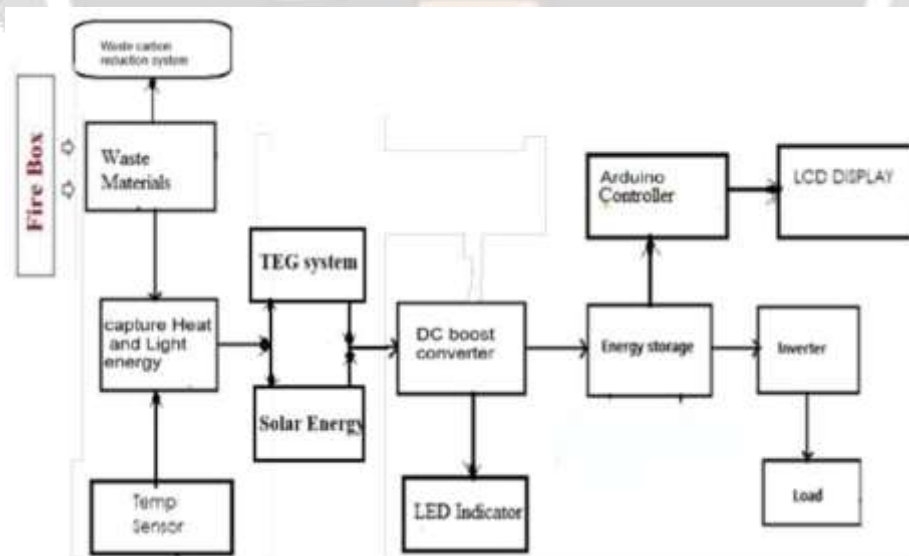 Waste carbon
reduction system
Fire Box
Waste
Materials
Arduino
Controller
LCD DISPLAY
TEG system
capture Heat
and Light
energy
DC boost
converter
Energy storage
Inverter
Solar Energy
Temp
Sensor
LED Indicator
Load